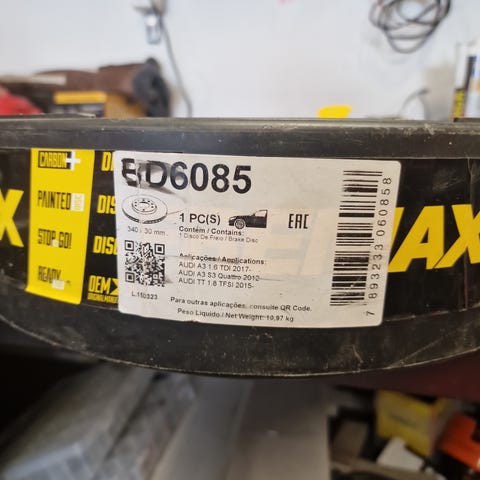 CARBON+
PAINTED
DISC
STOP GO!
READY
OEM
BD6085
340 x 30 mm
1 PC(S)
EAC
Contém / Contains:
1 Disco De Freio / Brake Disc
Aplicações / Applications:
AUDI A3 1.6 TDI 2017-
AUDI A3 S3 Quattro 2012-
AUDI TT 1.8 TFSI 2015-
Para outras aplicações, consulte QR Code.
Peso Líquido / Net Weight: 10,97 kg
7 893233 060858
AX